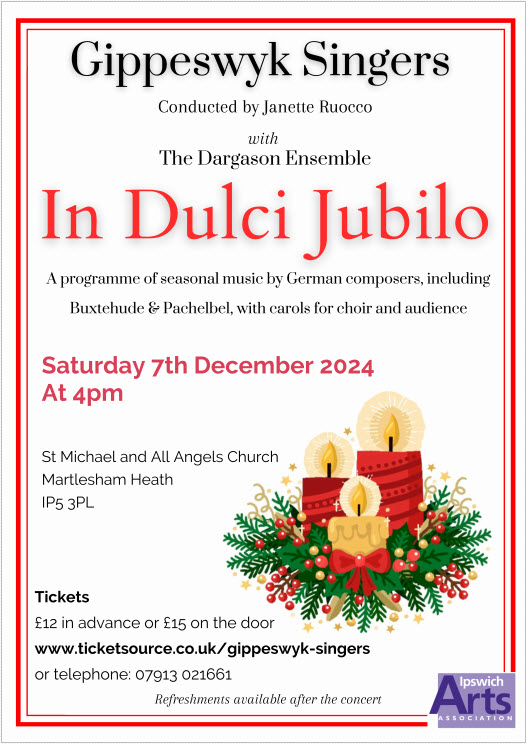 Gippeswyk Singers
Conducted by Janette Ruocco
with
The Dargason Ensemble
In Dulci Jubilo
A programme of seasonal music by German composers, including
Buxtehude & Pachelbel, with carols for choir and audience
Saturday 7th December 2024
At 4pm
St Michael and All Angels Church
Martlesham Heath
IP5 3PL
Tickets
£12 in advance or £15 on the door
www.ticketsource.co.uk/gippeswyk-singers
or telephone: 07913 021661
Refreshments available after the concert
Ipswich
Arts
ASSOCIATION